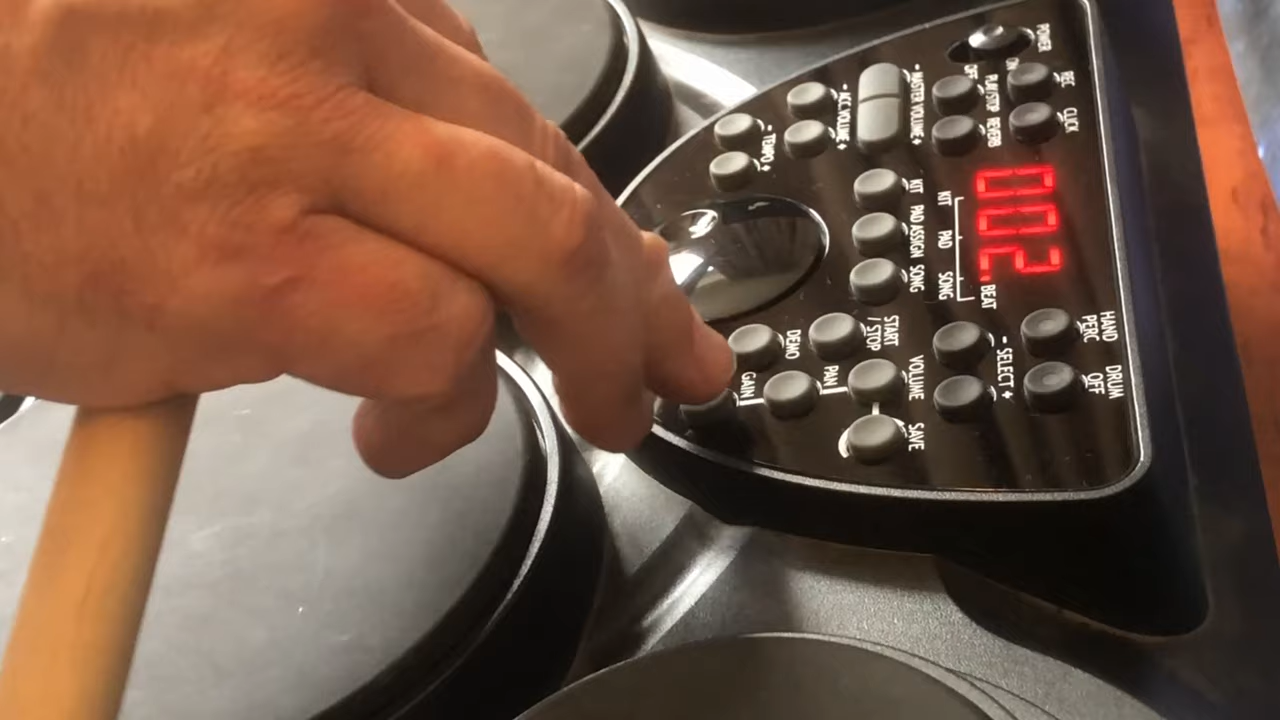 POWER
ON
OFF
REC
CLICK
PLAY/STOP
REVERB
- MASTER VOLUME +
- ACC.VOLUME +
- TEMPO +
KIT
PAD ASSIGN
SONG
KIT
PAD
SONG
002.
BEAT
HAND
PERC
DRUM
OFF
- SELECT +
START
/ STOP
DEMO
VOLUME
PAN
GAIN
SAVE